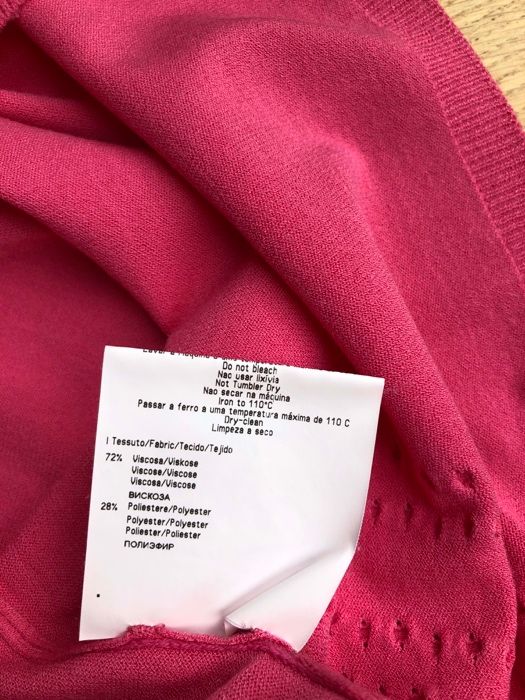 Do not bleach
Nao usar lixivia
Not Tumbler Dry
Nao secar na máquina
Iron to 110°C
Passar a ferro a uma temperatura máxima de 110 C
Dry-clean
Limpeza a seco
I Tessuto/Fabric/Tecido/Tejido
72% Viscosa/Viskose
Viscose/Viscose
Viscosa/Viscose
ВИСКОЗА
28% Poliestere/Polyester
Polyester/Polyester
Poliester/Poliester
ПОЛИЭФИР